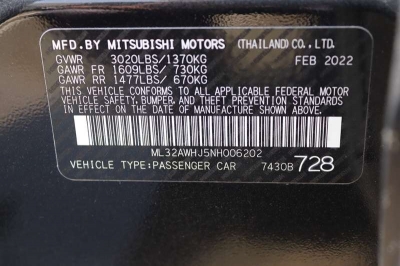 MFD.BY MITSUBISHI MOTORS (THAILAND)CO.,LTD.
GVWR 3020LBS/1370KG FEB 2022
GAWR FR 1609LBS/ 730KG
GAWR RR 1477LBS/ 670KG
THIS VEHICLE CONFORMS TO ALL APPLICABLE FEDERAL MOTOR
VEHICLE SAFETY, BUMPER, AND THEFT PREVENTION STANDARDS
IN EFFECT ON THE DATE OF MANUFACTURE SHOWN ABOVE.
ML32AWHJ5NH006202
VEHICLE TYPE:PASSENGER CAR 7430B 728